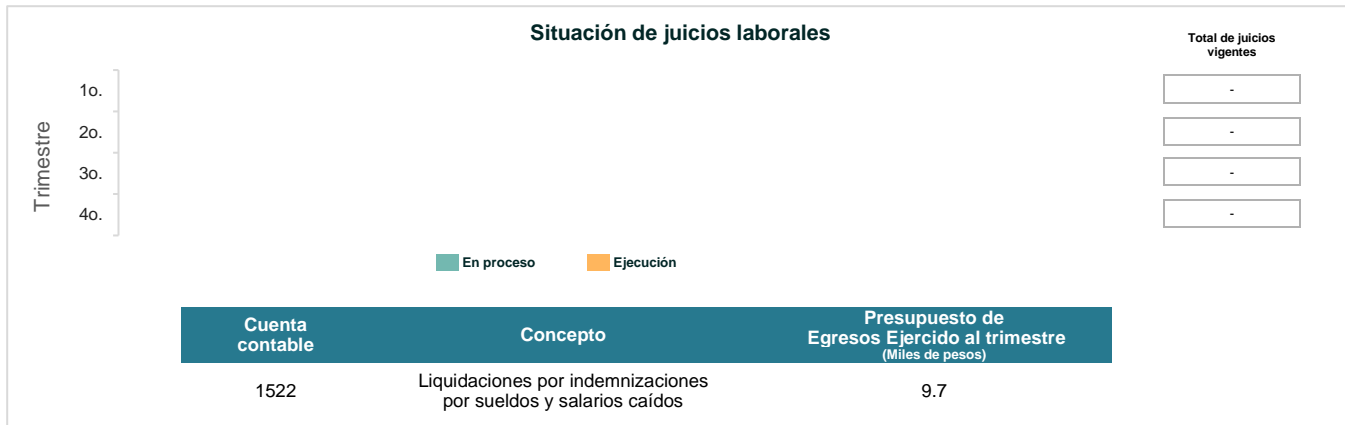 Situación de juicios laborales
Total de juicios
vigentes
Trimestre
1o.
-
2o.
-
3o.
-
4o.
-
En proceso
Ejecución
Cuenta
contable
Concepto
Presupuesto de
Egresos Ejercido al trimestre
(Miles de pesos)
1522
Liquidaciones por indemnizaciones
por sueldos y salarios caídos
9.7